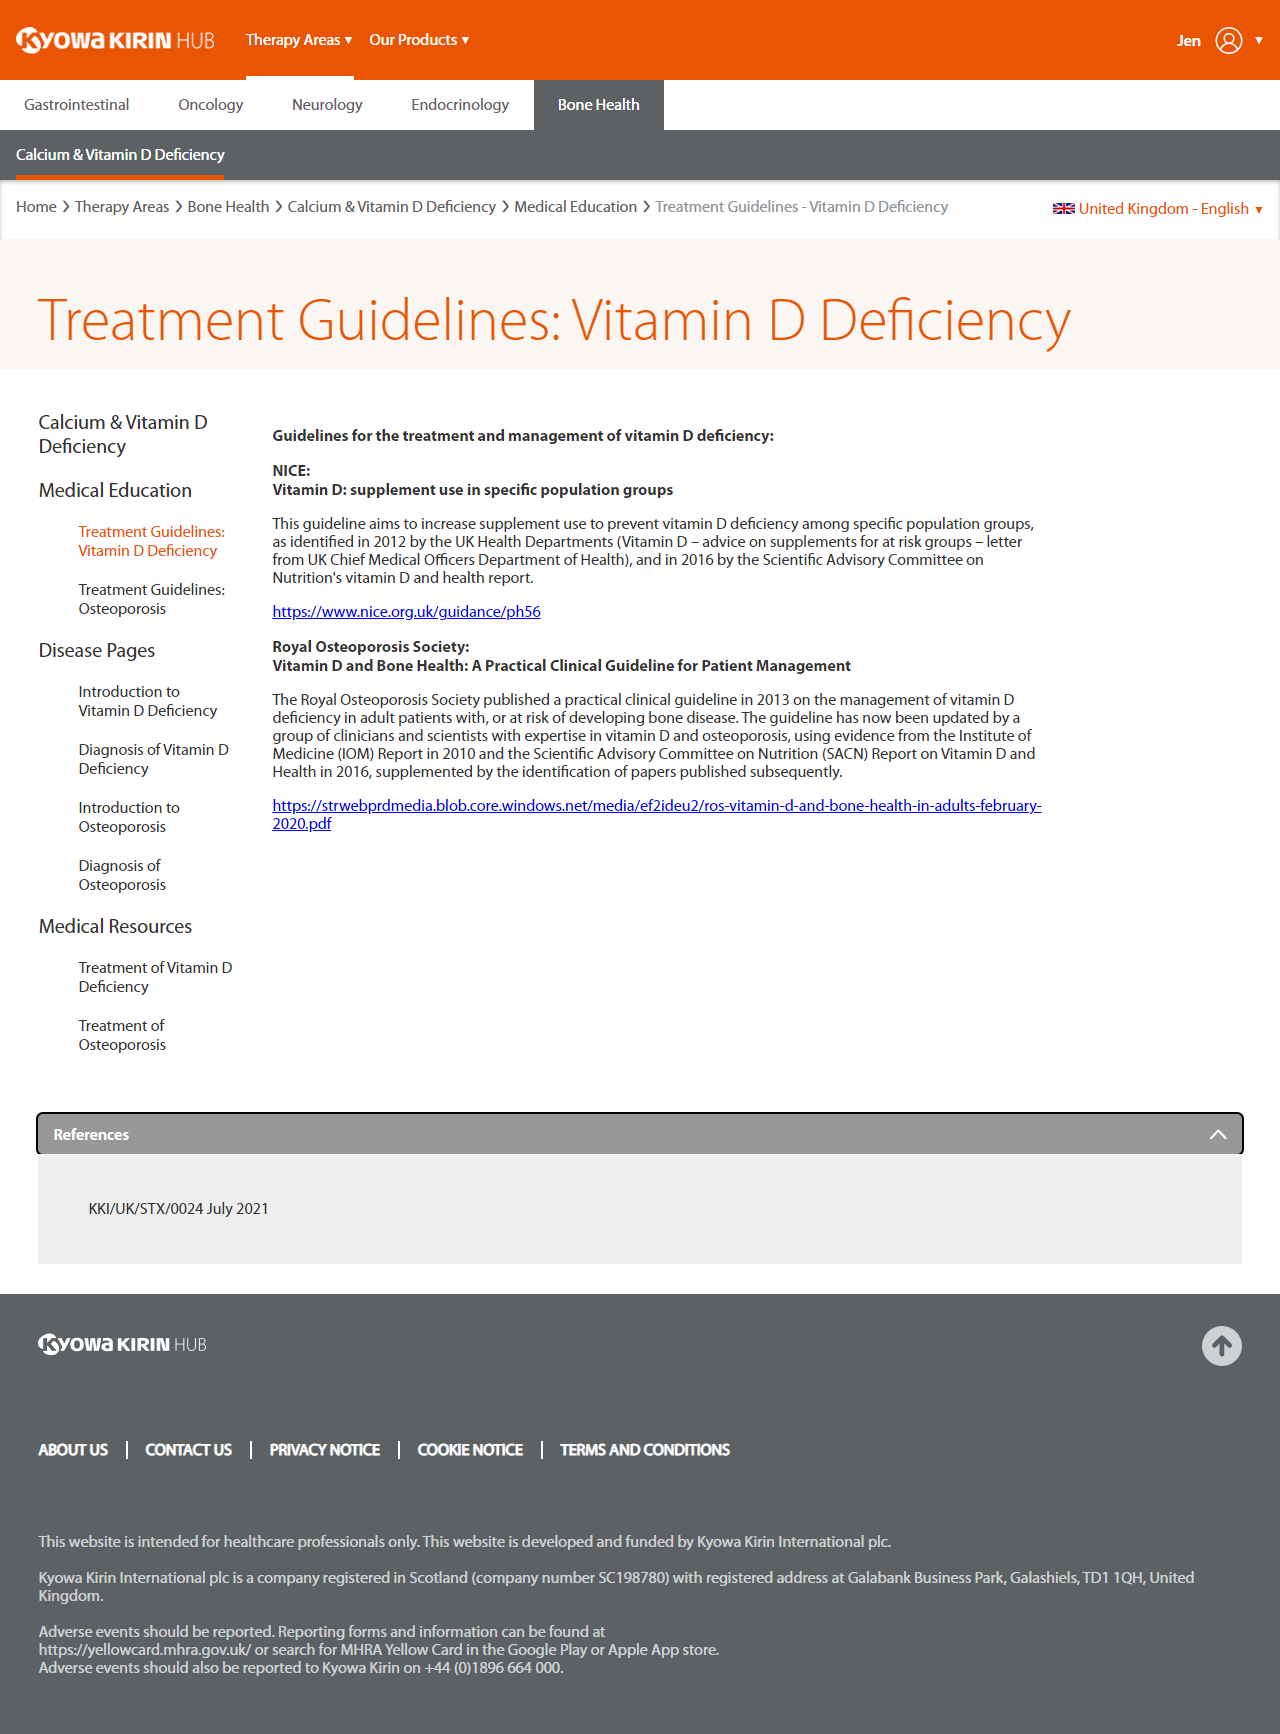 Kyowa KIRIN HUB
Therapy Areas ▼ Our Products ▼
Jen ▼
Gastrointestinal Oncology Neurology Endocrinology Bone Health
Calcium & Vitamin D Deficiency
Home > Therapy Areas > Bone Health > Calcium & Vitamin D Deficiency > Medical Education > Treatment Guidelines - Vitamin D Deficiency
United Kingdom - English ▼
Treatment Guidelines: Vitamin D Deficiency
Calcium & Vitamin D
Deficiency
Medical Education
Treatment Guidelines:
Vitamin D Deficiency
Treatment Guidelines:
Osteoporosis
Disease Pages
Introduction to
Vitamin D Deficiency
Diagnosis of Vitamin D
Deficiency
Introduction to
Osteoporosis
Diagnosis of
Osteoporosis
Medical Resources
Treatment of Vitamin D
Deficiency
Treatment of
Osteoporosis
Guidelines for the treatment and management of vitamin D deficiency:
NICE:
Vitamin D: supplement use in specific population groups
This guideline aims to increase supplement use to prevent vitamin D deficiency among specific population groups,
as identified in 2012 by the UK Health Departments (Vitamin D – advice on supplements for at risk groups – letter
from UK Chief Medical Officers Department of Health), and in 2016 by the Scientific Advisory Committee on
Nutrition's vitamin D and health report.
https://www.nice.org.uk/guidance/ph56
Royal Osteoporosis Society:
Vitamin D and Bone Health: A Practical Clinical Guideline for Patient Management
The Royal Osteoporosis Society published a practical clinical guideline in 2013 on the management of vitamin D
deficiency in adult patients with, or at risk of developing bone disease. The guideline has now been updated by a
group of clinicians and scientists with expertise in vitamin D and osteoporosis, using evidence from the Institute of
Medicine (IOM) Report in 2010 and the Scientific Advisory Committee on Nutrition (SACN) Report on Vitamin D and
Health in 2016, supplemented by the identification of papers published subsequently.
https://strwebprdmedia.blob.core.windows.net/media/ef2ideu2/ros-vitamin-d-and-bone-health-in-adults-february-
2020.pdf
References
KKI/UK/STX/0024 July 2021
Kyowa KIRIN HUB
ABOUT US | CONTACT US | PRIVACY NOTICE | COOKIE NOTICE | TERMS AND CONDITIONS
This website is intended for healthcare professionals only. This website is developed and funded by Kyowa Kirin International plc.
Kyowa Kirin International plc is a company registered in Scotland (company number SC198780) with registered address at Galabank Business Park, Galashiels, TD1 1QH, United
Kingdom.
Adverse events should be reported. Reporting forms and information can be found at
https://yellowcard.mhra.gov.uk/ or search for MHRA Yellow Card in the Google Play or Apple App store.
Adverse events should also be reported to Kyowa Kirin on +44 (0)1896 664 000.